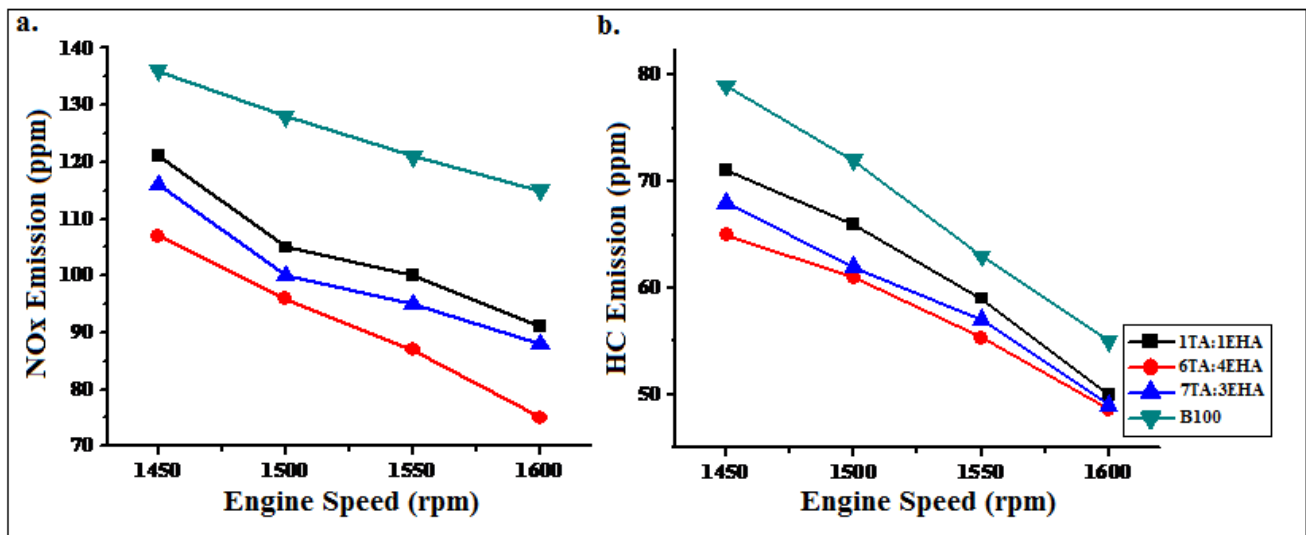 a.
NOx Emission (ppm)
140
130
120
110
100
90
80
70
1450 1500 1550 1600
Engine Speed (rpm)
b.
HC Emission (ppm)
80
70
60
50
1450 1500 1550 1600
Engine Speed (rpm)
1TA:1EHA
6TA:4EHA
7TA:3EHA
B100